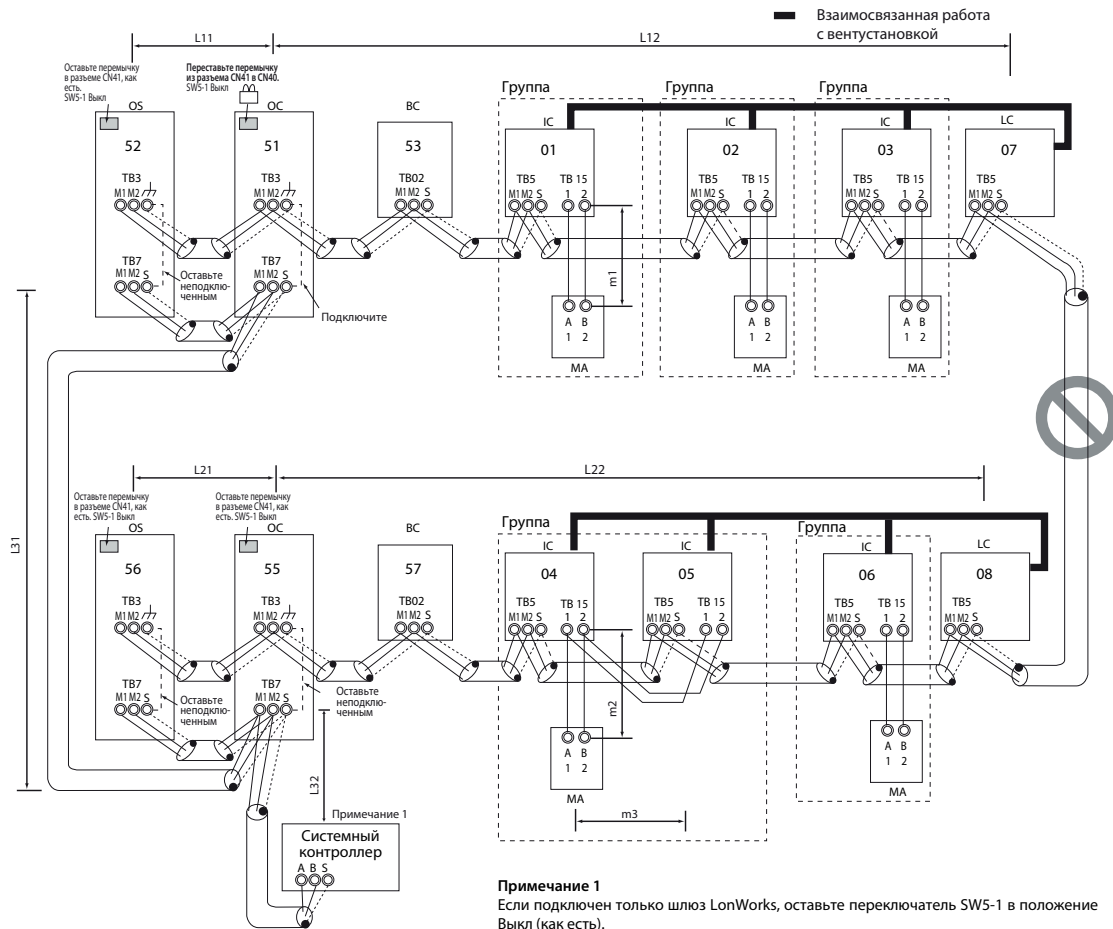 Взаимосвязанная работа
с вентустановкой
L11
L12
Оставьте перемычку
в разъеме CN41, как
есть.
SW5-1 Выкл
Переставьте перемычку
из разъема CN41 в CN40.
SW5-1 Выкл
Группа
Группа
Группа
OS
OC
BC
IC
IC
IC
LC
52
51
53
01
02
03
07
TB3
TB3
TB02
TB5
TB 15
TB5
TB 15
TB5
TB 15
TB5
M1 M2
M1 M2
M1 M2 S
M1 M2 S
1 2
M1 M2 S
1 2
M1 M2 S
1 2
M1 M2 S
TB7
M1 M2 S
Оставьте
неподклю-
ченным
TB7
M1 M2 S
Подключите
m1
A B
1 2
MA
A B
1 2
MA
A B
1 2
MA
L31
L21
L22
Оставьте перемычку
в разъеме CN41, как
есть. SW5-1 Выкл
Оставьте перемычку
в разъеме CN41, как
есть. SW5-1 Выкл
Группа
Группа
OS
OC
BC
IC
IC
IC
LC
56
55
57
04
05
06
08
TB3
TB3
TB02
TB5
TB 15
TB5
TB 15
TB5
TB 15
TB5
M1 M2
M1 M2
M1 M2 S
M1 M2 S
1 2
M1 M2 S
1 2
M1 M2 S
1 2
M1 M2 S
TB7
M1 M2 S
Оставьте
неподклю-
ченным
TB7
M1 M2 S
Оставьте
неподклю-
ченным
m2
A B
1 2
MA
A B
1 2
MA
L32
m3
Примечание 1
Системный
контроллер
A B S
Примечание 1
Если подключен только шлюз LonWorks, оставьте переключатель SW5-1 в положение
Выкл (как есть).